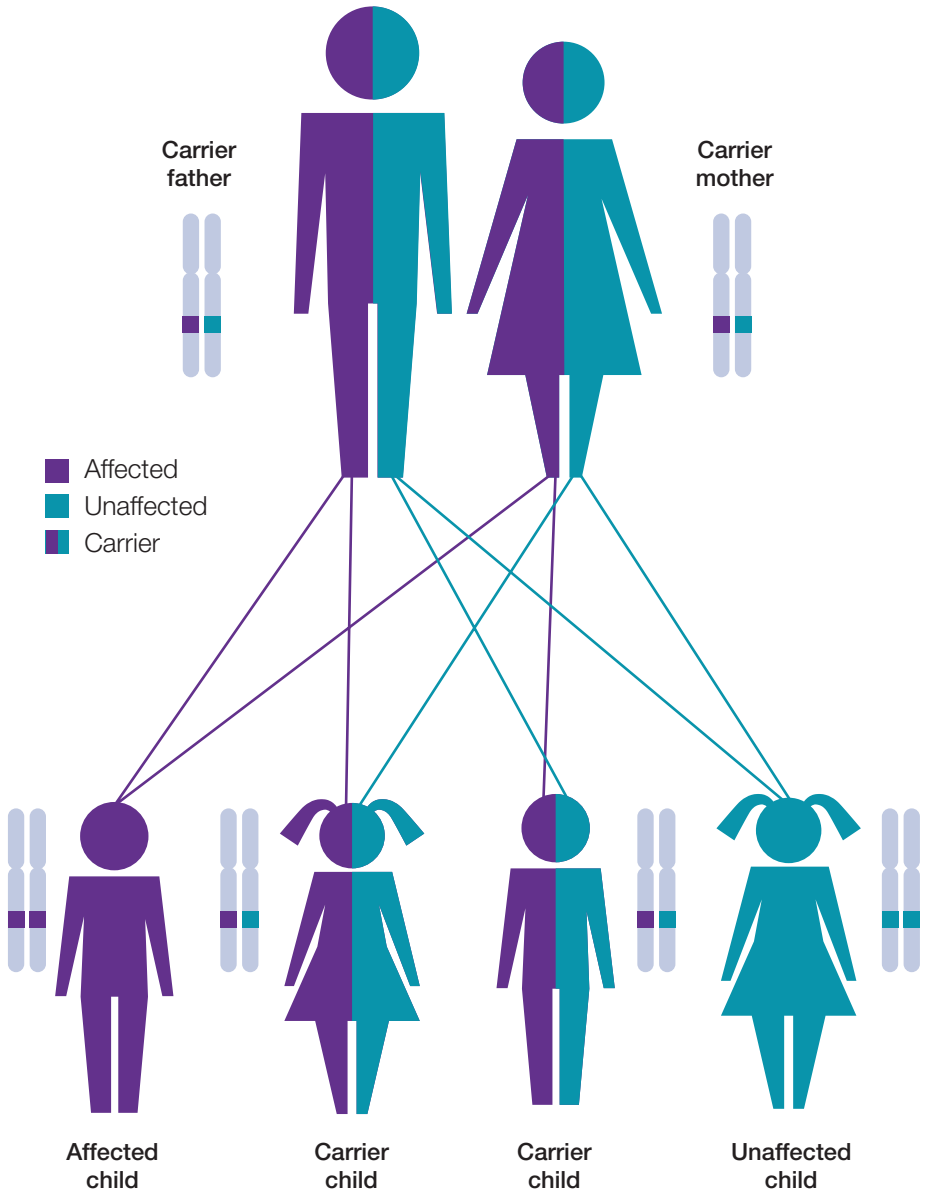 Carrier
father
Carrier
mother
Affected
Unaffected
Carrier
Affected
child
Carrier
child
Carrier
child
Unaffected
child